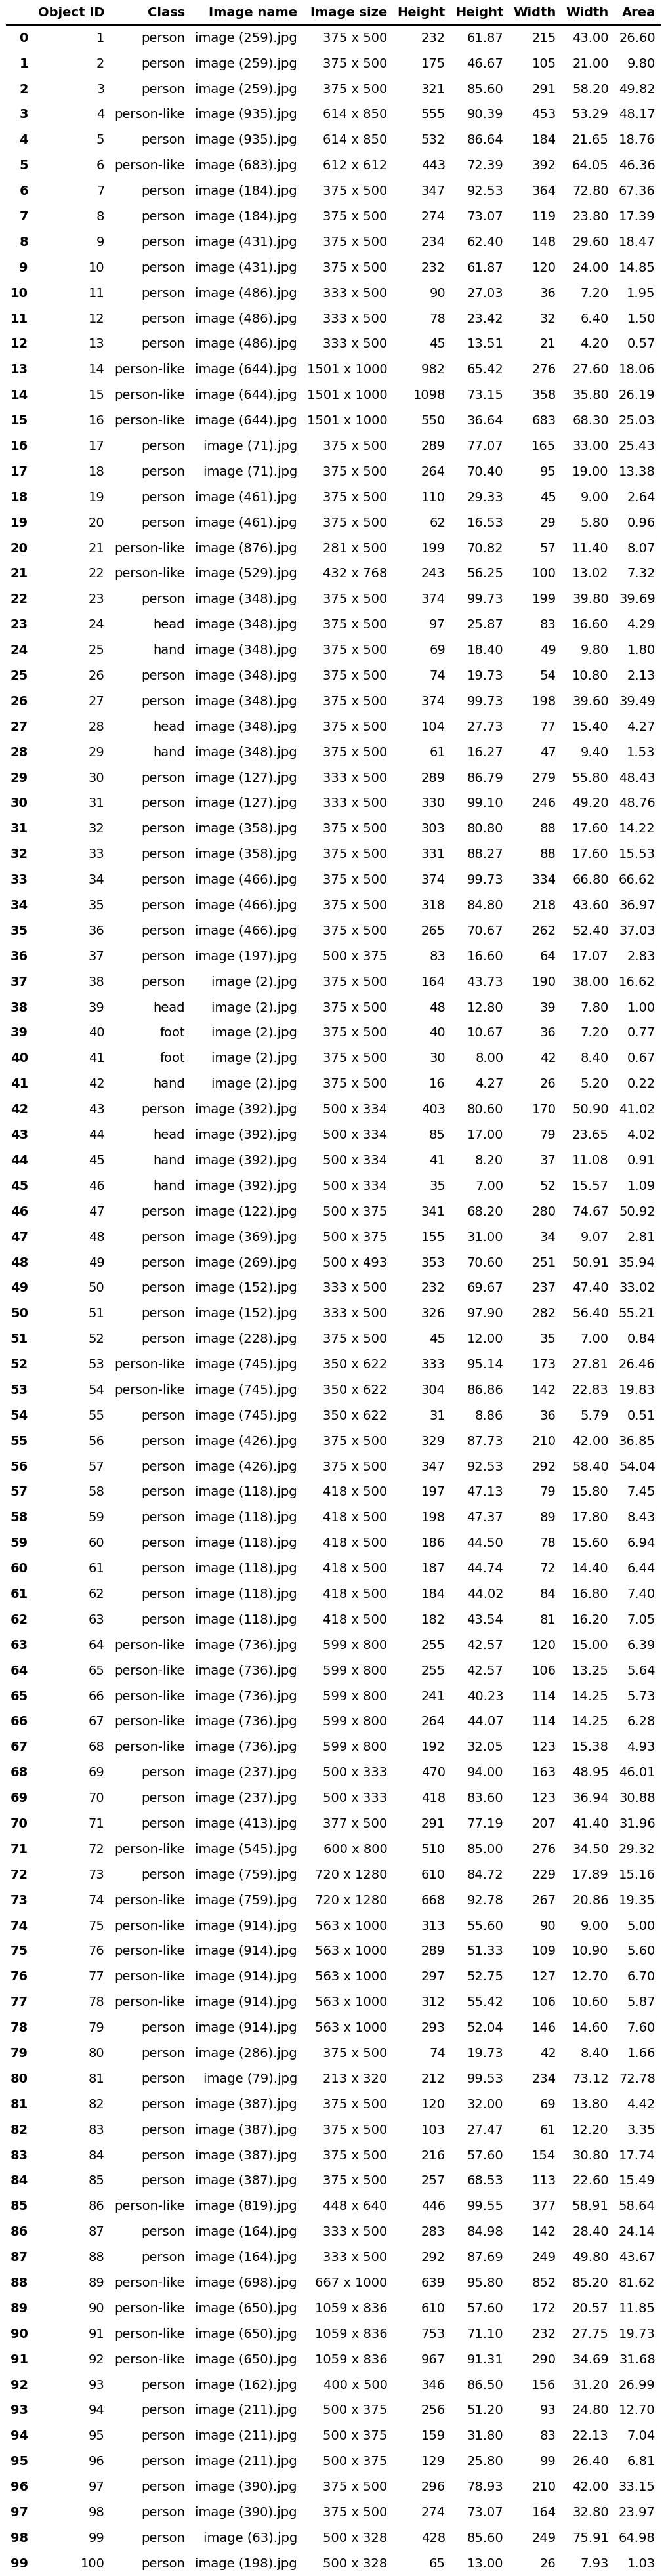 Object ID Class Image name Image size Height Height Width Width Area
0 1 person image (259).jpg 375 x 500 232 61.87 215 43.00 26.60
1 2 person image (259).jpg 375 x 500 175 46.67 105 21.00 9.80
2 3 person image (259).jpg 375 x 500 321 85.60 291 58.20 49.82
3 4 person-like image (935).jpg 614 x 850 555 90.39 453 53.29 48.17
4 5 person image (935).jpg 614 x 850 532 86.64 184 21.65 18.76
5 6 person-like image (683).jpg 612 x 612 443 72.39 392 64.05 46.36
6 7 person image (184).jpg 375 x 500 347 92.53 364 72.80 67.36
7 8 person image (184).jpg 375 x 500 274 73.07 119 23.80 17.39
8 9 person image (431).jpg 375 x 500 234 62.40 148 29.60 18.47
9 10 person image (431).jpg 375 x 500 232 61.87 120 24.00 14.85
10 11 person image (486).jpg 333 x 500 90 27.03 36 7.20 1.95
11 12 person image (486).jpg 333 x 500 78 23.42 32 6.40 1.50
12 13 person image (486).jpg 333 x 500 45 13.51 21 4.20 0.57
13 14 person-like image (644).jpg 1501 x 1000 982 65.42 276 27.60 18.06
14 15 person-like image (644).jpg 1501 x 1000 1098 73.15 358 35.80 26.19
15 16 person-like image (644).jpg 1501 x 1000 550 36.64 683 68.30 25.03
16 17 person image (71).jpg 375 x 500 289 77.07 165 33.00 25.43
17 18 person image (71).jpg 375 x 500 264 70.40 95 19.00 13.38
18 19 person image (461).jpg 375 x 500 110 29.33 45 9.00 2.64
19 20 person image (461).jpg 375 x 500 62 16.53 29 5.80 0.96
20 21 person-like image (876).jpg 281 x 500 199 70.82 57 11.40 8.07
21 22 person-like image (529).jpg 432 x 768 243 56.25 100 13.02 7.32
22 23 person image (348).jpg 375 x 500 374 99.73 199 39.80 39.69
23 24 head image (348).jpg 375 x 500 97 25.87 83 16.60 4.29
24 25 hand image (348).jpg 375 x 500 69 18.40 49 9.80 1.80
25 26 person image (348).jpg 375 x 500 74 19.73 54 10.80 2.13
26 27 person image (348).jpg 375 x 500 374 99.73 198 39.60 39.49
27 28 head image (348).jpg 375 x 500 104 27.73 77 15.40 4.27
28 29 hand image (348).jpg 375 x 500 61 16.27 47 9.40 1.53
29 30 person image (127).jpg 333 x 500 289 86.79 279 55.80 48.43
30 31 person image (127).jpg 333 x 500 330 99.10 246 49.20 48.76
31 32 person image (358).jpg 375 x 500 303 80.80 88 17.60 14.22
32 33 person image (358).jpg 375 x 500 331 88.27 88 17.60 15.53
33 34 person image (466).jpg 375 x 500 374 99.73 334 66.80 66.62
34 35 person image (466).jpg 375 x 500 318 84.80 218 43.60 36.97
35 36 person image (466).jpg 375 x 500 265 70.67 262 52.40 37.03
36 37 person image (197).jpg 500 x 375 83 16.60 64 17.07 2.83
37 38 person image (2).jpg 375 x 500 164 43.73 190 38.00 16.62
38 39 head image (2).jpg 375 x 500 48 12.80 39 7.80 1.00
39 40 foot image (2).jpg 375 x 500 40 10.67 36 7.20 0.77
40 41 foot image (2).jpg 375 x 500 30 8.00 42 8.40 0.67
41 42 hand image (2).jpg 375 x 500 16 4.27 26 5.20 0.22
42 43 person image (392).jpg 500 x 334 403 80.60 170 50.90 41.02
43 44 head image (392).jpg 500 x 334 85 17.00 79 23.65 4.02
44 45 hand image (392).jpg 500 x 334 41 8.20 37 11.08 0.91
45 46 hand image (392).jpg 500 x 334 35 7.00 52 15.57 1.09
46 47 person image (122).jpg 500 x 375 341 68.20 280 74.67 50.92
47 48 person image (369).jpg 500 x 375 155 31.00 34 9.07 2.81
48 49 person image (269).jpg 500 x 493 353 70.60 251 50.91 35.94
49 50 person image (152).jpg 333 x 500 232 69.67 237 47.40 33.02
50 51 person image (152).jpg 333 x 500 326 97.90 282 56.40 55.21
51 52 person image (228).jpg 375 x 500 45 12.00 35 7.00 0.84
52 53 person-like image (745).jpg 350 x 622 333 95.14 173 27.81 26.46
53 54 person-like image (745).jpg 350 x 622 304 86.86 142 22.83 19.83
54 55 person image (745).jpg 350 x 622 31 8.86 36 5.79 0.51
55 56 person image (426).jpg 375 x 500 329 87.73 210 42.00 36.85
56 57 person image (426).jpg 375 x 500 347 92.53 292 58.40 54.04
57 58 person image (118).jpg 418 x 500 197 47.13 79 15.80 7.45
58 59 person image (118).jpg 418 x 500 198 47.37 89 17.80 8.43
59 60 person image (118).jpg 418 x 500 186 44.50 78 15.60 6.94
60 61 person image (118).jpg 418 x 500 187 44.74 72 14.40 6.44
61 62 person image (118).jpg 418 x 500 184 44.02 84 16.80 7.40
62 63 person image (118).jpg 418 x 500 182 43.54 81 16.20 7.05
63 64 person-like image (736).jpg 599 x 800 255 42.57 120 15.00 6.39
64 65 person-like image (736).jpg 599 x 800 255 42.57 106 13.25 5.64
65 66 person-like image (736).jpg 599 x 800 241 40.23 114 14.25 5.73
66 67 person-like image (736).jpg 599 x 800 264 44.07 114 14.25 6.28
67 68 person-like image (736).jpg 599 x 800 192 32.05 123 15.38 4.93
68 69 person image (237).jpg 500 x 333 470 94.00 163 48.95 46.01
69 70 person image (237).jpg 500 x 333 418 83.60 123 36.94 30.88
70 71 person image (413).jpg 377 x 500 291 77.19 207 41.40 31.96
71 72 person-like image (545).jpg 600 x 800 510 85.00 276 34.50 29.32
72 73 person image (759).jpg 720 x 1280 610 84.72 229 17.89 15.16
73 74 person-like image (759).jpg 720 x 1280 668 92.78 267 20.86 19.35
74 75 person-like image (914).jpg 563 x 1000 313 55.60 90 9.00 5.00
75 76 person-like image (914).jpg 563 x 1000 289 51.33 109 10.90 5.60
76 77 person-like image (914).jpg 563 x 1000 297 52.75 127 12.70 6.70
77 78 person-like image (914).jpg 563 x 1000 312 55.42 106 10.60 5.87
78 79 person image (914).jpg 563 x 1000 293 52.04 146 14.60 7.60
79 80 person image (286).jpg 375 x 500 74 19.73 42 8.40 1.66
80 81 person image (79).jpg 213 x 320 212 99.53 234 73.12 72.78
81 82 person image (387).jpg 375 x 500 120 32.00 69 13.80 4.42
82 83 person image (387).jpg 375 x 500 103 27.47 61 12.20 3.35
83 84 person image (387).jpg 375 x 500 216 57.60 154 30.80 17.74
84 85 person image (387).jpg 375 x 500 257 68.53 113 22.60 15.49
85 86 person-like image (819).jpg 448 x 640 446 99.55 377 58.91 58.64
86 87 person image (164).jpg 333 x 500 283 84.98 142 28.40 24.14
87 88 person image (164).jpg 333 x 500 292 87.69 249 49.80 43.67
88 89 person-like image (698).jpg 667 x 1000 639 95.80 852 85.20 81.62
89 90 person-like image (650).jpg 1059 x 836 610 57.60 172 20.57 11.85
90 91 person-like image (650).jpg 1059 x 836 753 71.10 232 27.75 19.73
91 92 person-like image (650).jpg 1059 x 836 967 91.31 290 34.69 31.68
92 93 person image (162).jpg 400 x 500 346 86.50 156 31.20 26.99
93 94 person image (211).jpg 500 x 375 256 51.20 93 24.80 12.70
94 95 person image (211).jpg 500 x 375 159 31.80 83 22.13 7.04
95 96 person image (211).jpg 500 x 375 129 25.80 99 26.40 6.81
96 97 person image (390).jpg 375 x 500 296 78.93 210 42.00 33.15
97 98 person image (390).jpg 375 x 500 274 73.07 164 32.80 23.97
98 99 person image (63).jpg 500 x 328 428 85.60 249 75.91 64.98
99 100 person image (198).jpg 500 x 328 65 13.00 26 7.93 1.03